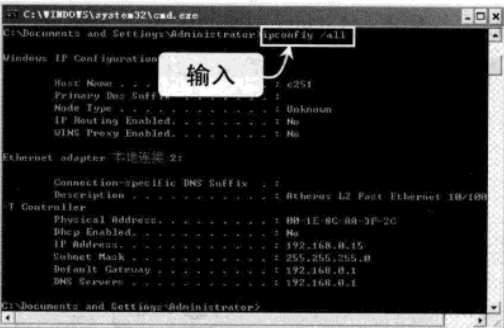 C:\WINDOWS\system32\cmd.exe
C:\Documents and Settings\Administrator>ipconfig /all
Windows IP Configuration
输入
Host Name . . . . . . . . . . . . : c251
Primary Dns Suffix . . . . . . . :
Node Type . . . . . . . . . . . . : Unknown
IP Routing Enabled. . . . . . . . : No
WINS Proxy Enabled. . . . . . . . : No
Ethernet adapter 本地连接 2:
Connection-specific DNS Suffix . :
Description . . . . . . . . . . . : Atheros L2 Fast Ethernet 10/100
-T Controller
Physical Address. . . . . . . . . : 00-1E-8C-AA-3F-2C
Dhcp Enabled. . . . . . . . . . . : No
IP Address. . . . . . . . . . . . : 192.168.0.15
Subnet Mask . . . . . . . . . . . : 255.255.255.0
Default Gateway . . . . . . . . . : 192.168.0.1
DNS Servers . . . . . . . . . . . : 192.168.0.1
C:\Documents and Settings\Administrator>